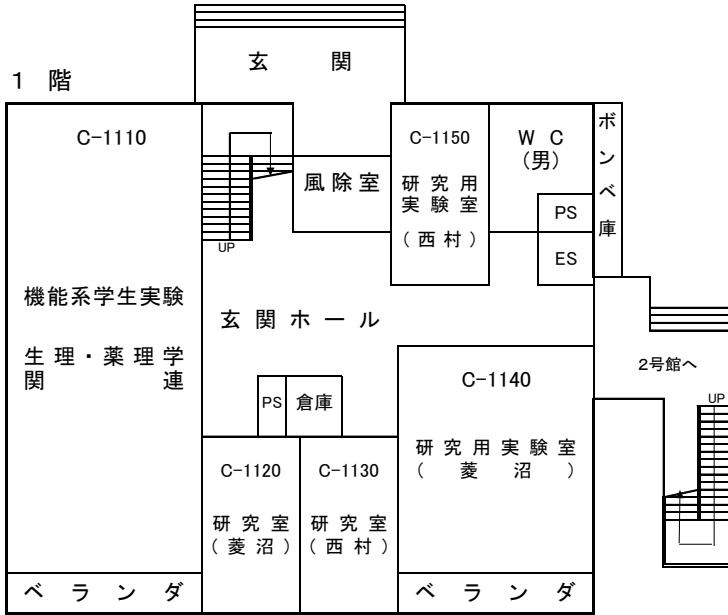 玄 関
1 階
C-1110
機能系学生実験
生理・薬理学
関連
UP
風除室
C-1150
研究用
実験室
(西村)
W C
(男)
PS
ES
ボンベ庫
玄関ホール
2号館へ
UP
PS
倉庫
C-1140
研究用実験室
(菱沼)
C-1120
研究室
(菱沼)
C-1130
研究室
(西村)
ベランダ
ベランダ